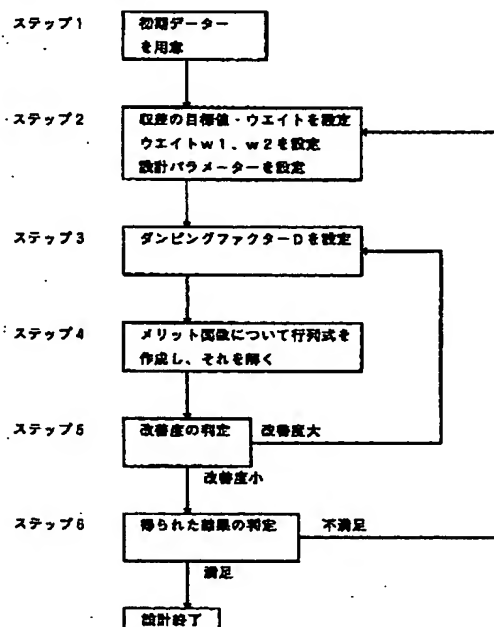 ステップ1
初期データー
を用意
ステップ2
収差の目標値・ウエイトを設定
ウエイトw1、w2を設定
設計パラメーターを設定
ステップ3
ダンピングファクターDを設定
ステップ4
メリット関数について行列式を
作成し、それを解く
ステップ5
改善度の判定
改善度大
改善度小
ステップ6
得られた結果の判定
不満足
満足
設計終了